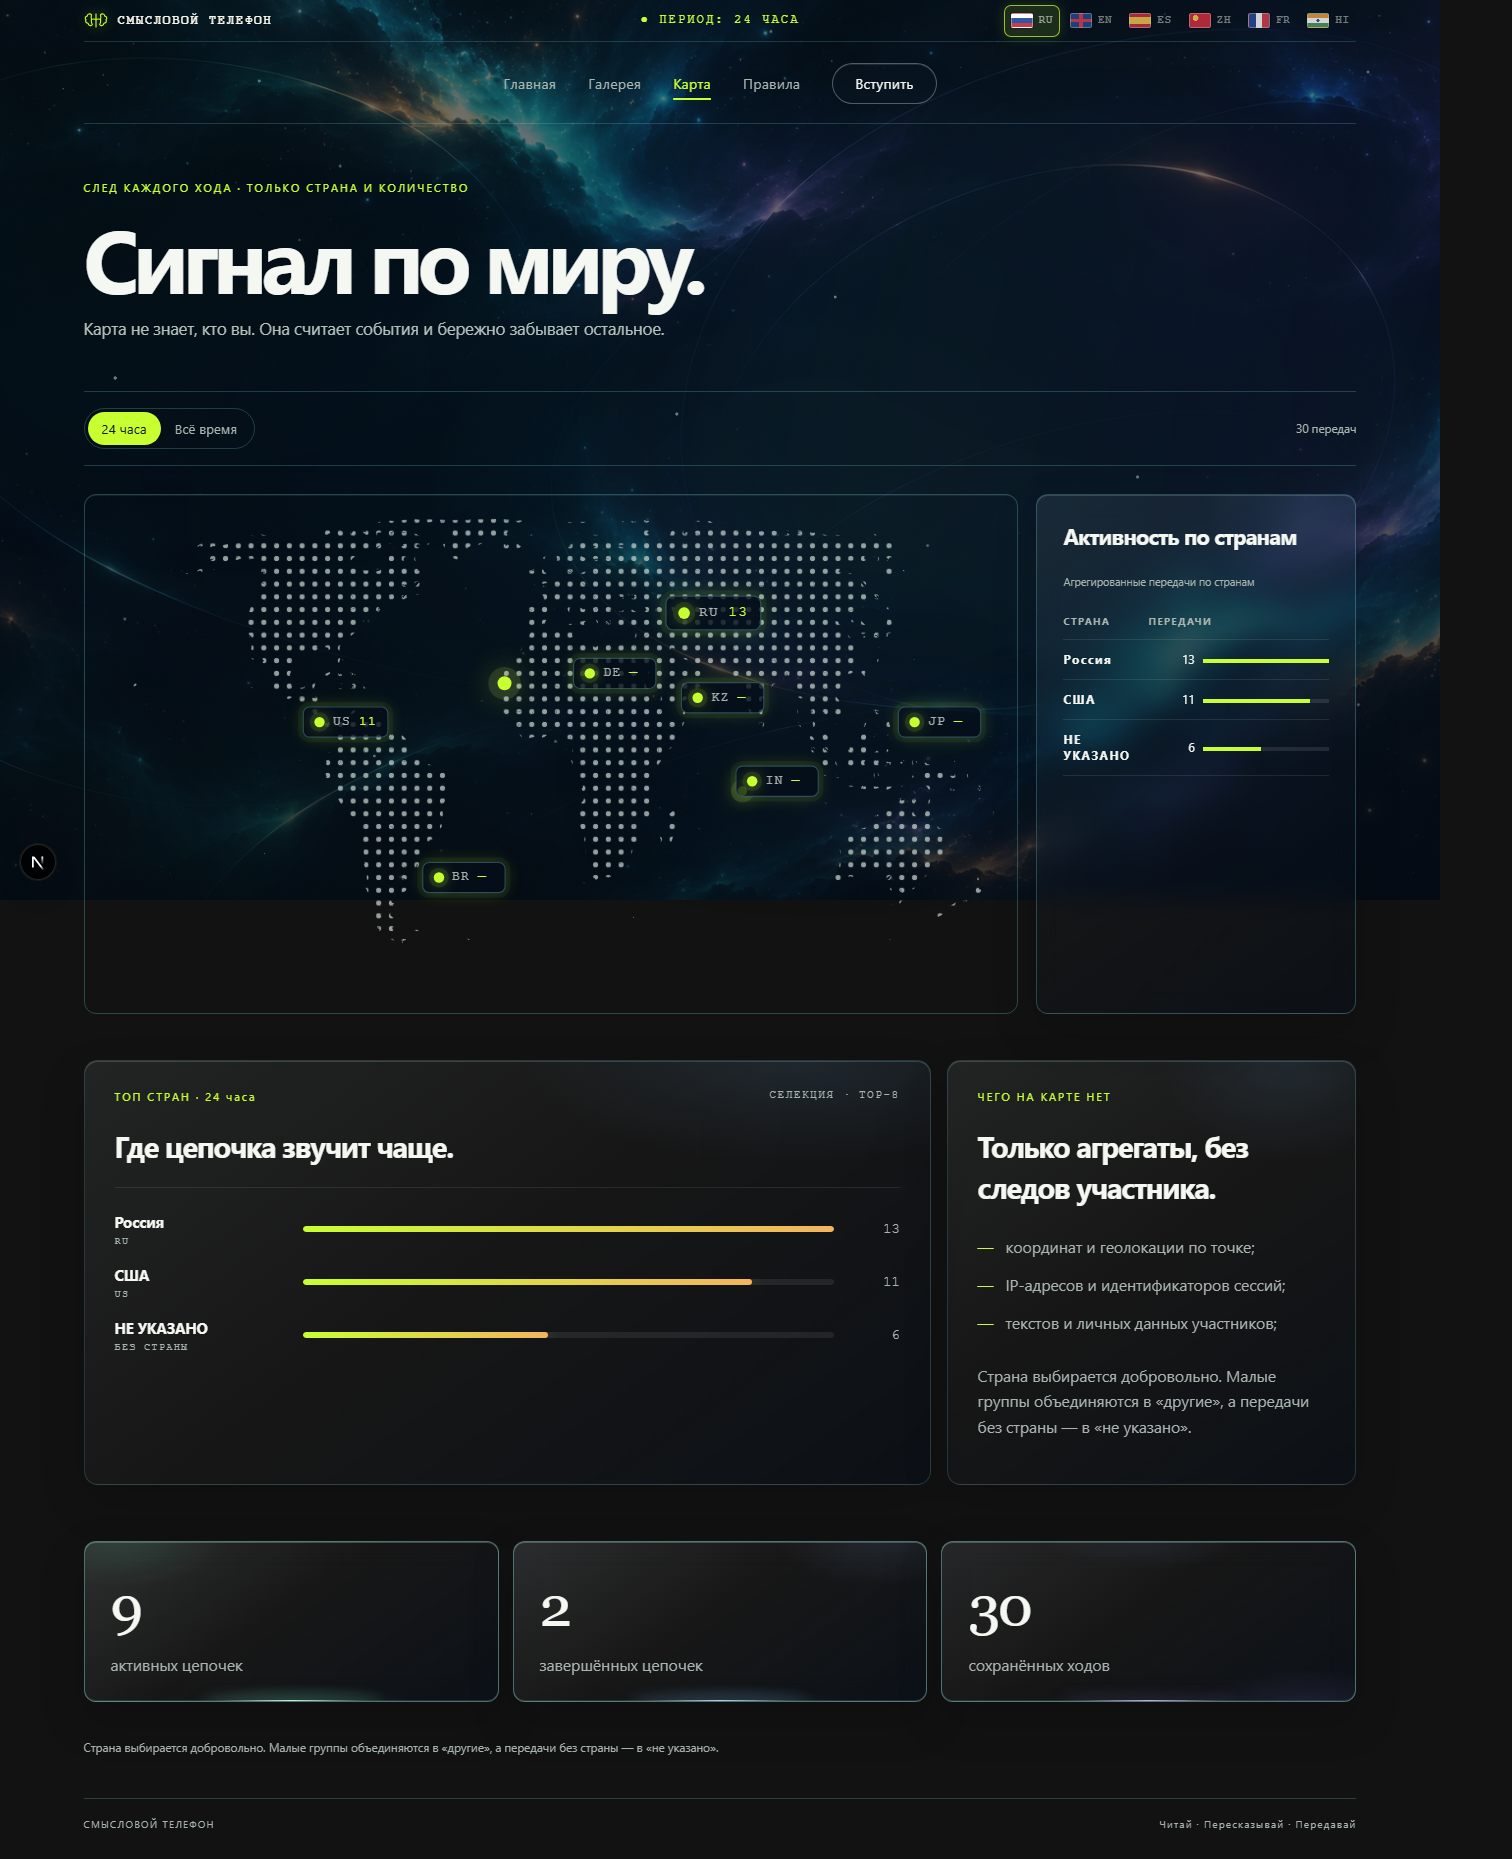 СМЫСЛОВОЙ ТЕЛЕФОН
ПЕРИОД: 24 ЧАСА
RU EN ES ZH FR HI
Главная Галерея Карта Правила Вступить
СЛЕД КАЖДОГО ХОДА · ТОЛЬКО СТРАНА И КОЛИЧЕСТВО
Сигнал по миру.
Карта не знает, кто вы. Она считает события и бережно забывает остальное.
24 часа Всё время
30 передач
RU 13
DE —
KZ —
US 11
JP —
IN —
BR —
N
Активность по странам
Агрегированные передачи по странам
СТРАНА ПЕРЕДАЧИ
Россия 13
США 11
НЕ УКАЗАНО 6
ТОП СТРАН · 24 часа
СЕЛЕКЦИЯ · TOP-8
Где цепочка звучит чаще.
Россия 13
RU
США 11
US
НЕ УКАЗАНО 6
БЕЗ СТРАНЫ
ЧЕГО НА КАРТЕ НЕТ
Только агрегаты, без
следов участника.
— координат и геолокации по точке;
— IP-адресов и идентификаторов сессий;
— текстов и личных данных участников;
Страна выбирается добровольно. Малые
группы объединяются в «другие», а передачи
без страны — в «не указано».
9
активных цепочек
2
завершённых цепочек
30
сохранённых ходов
Страна выбирается добровольно. Малые группы объединяются в «другие», а передачи без страны — в «не указано».
СМЫСЛОВОЙ ТЕЛЕФОН
Читай · Пересказывай · Передавай